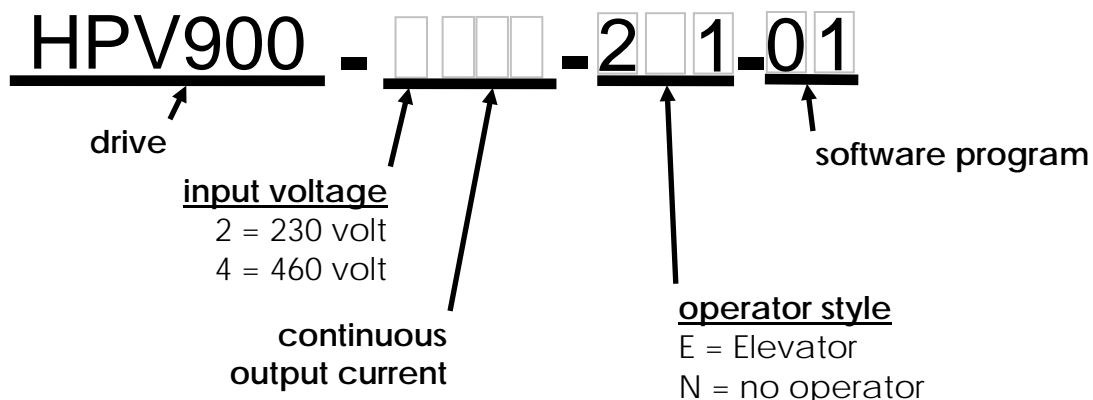 HPV900 - - 2 1 - 01
drive
software program
input voltage
2 = 230 volt
4 = 460 volt
continuous
output current
operator style
E = Elevator
N = no operator